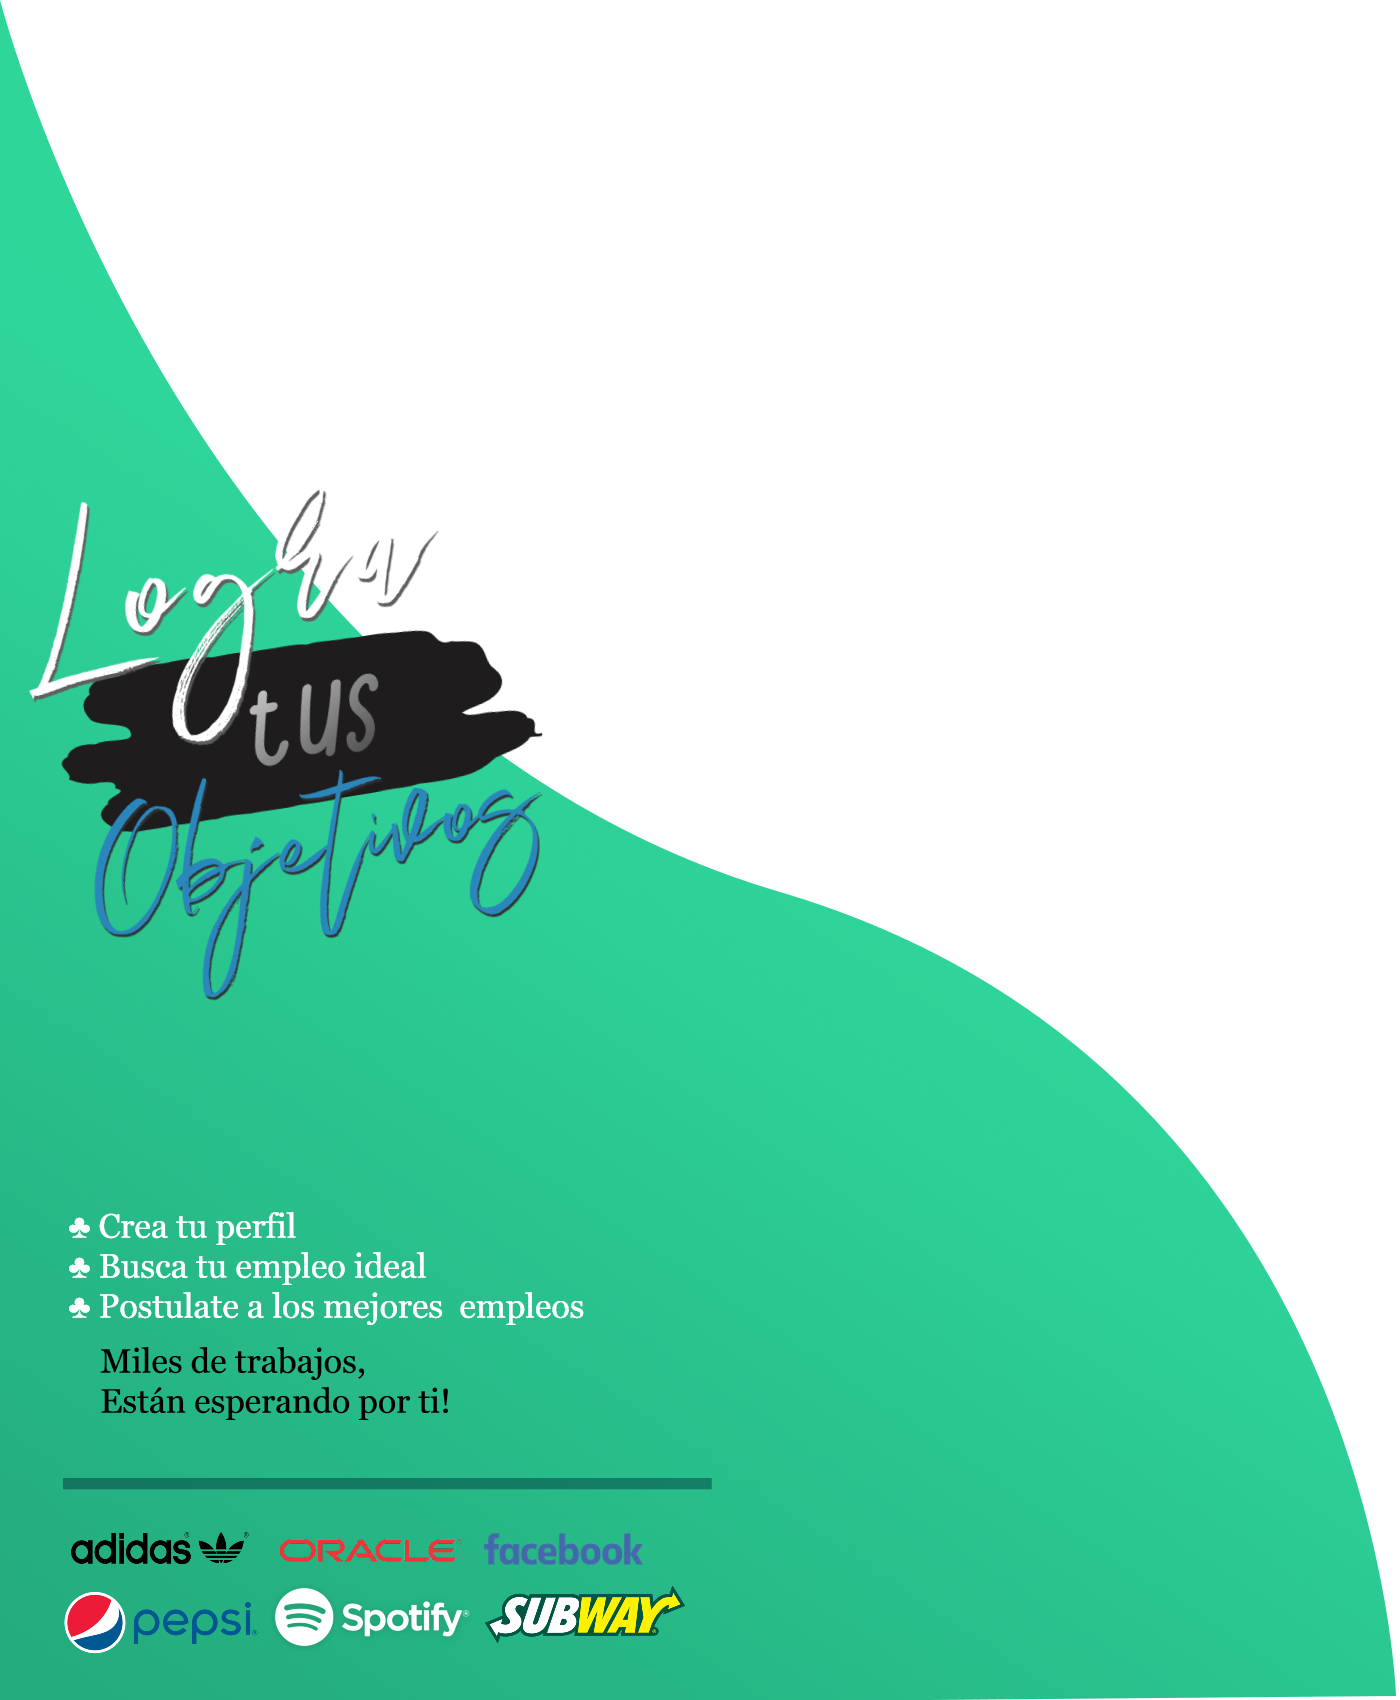 Logra
tus
Objetivos
♣ Crea tu perfil
♣ Busca tu empleo ideal
♣ Postulate a los mejores  empleos
Miles de trabajos,
Están esperando por ti!
adidas® ® ORACLE facebook
pepsi® Spotify® SUBWAY